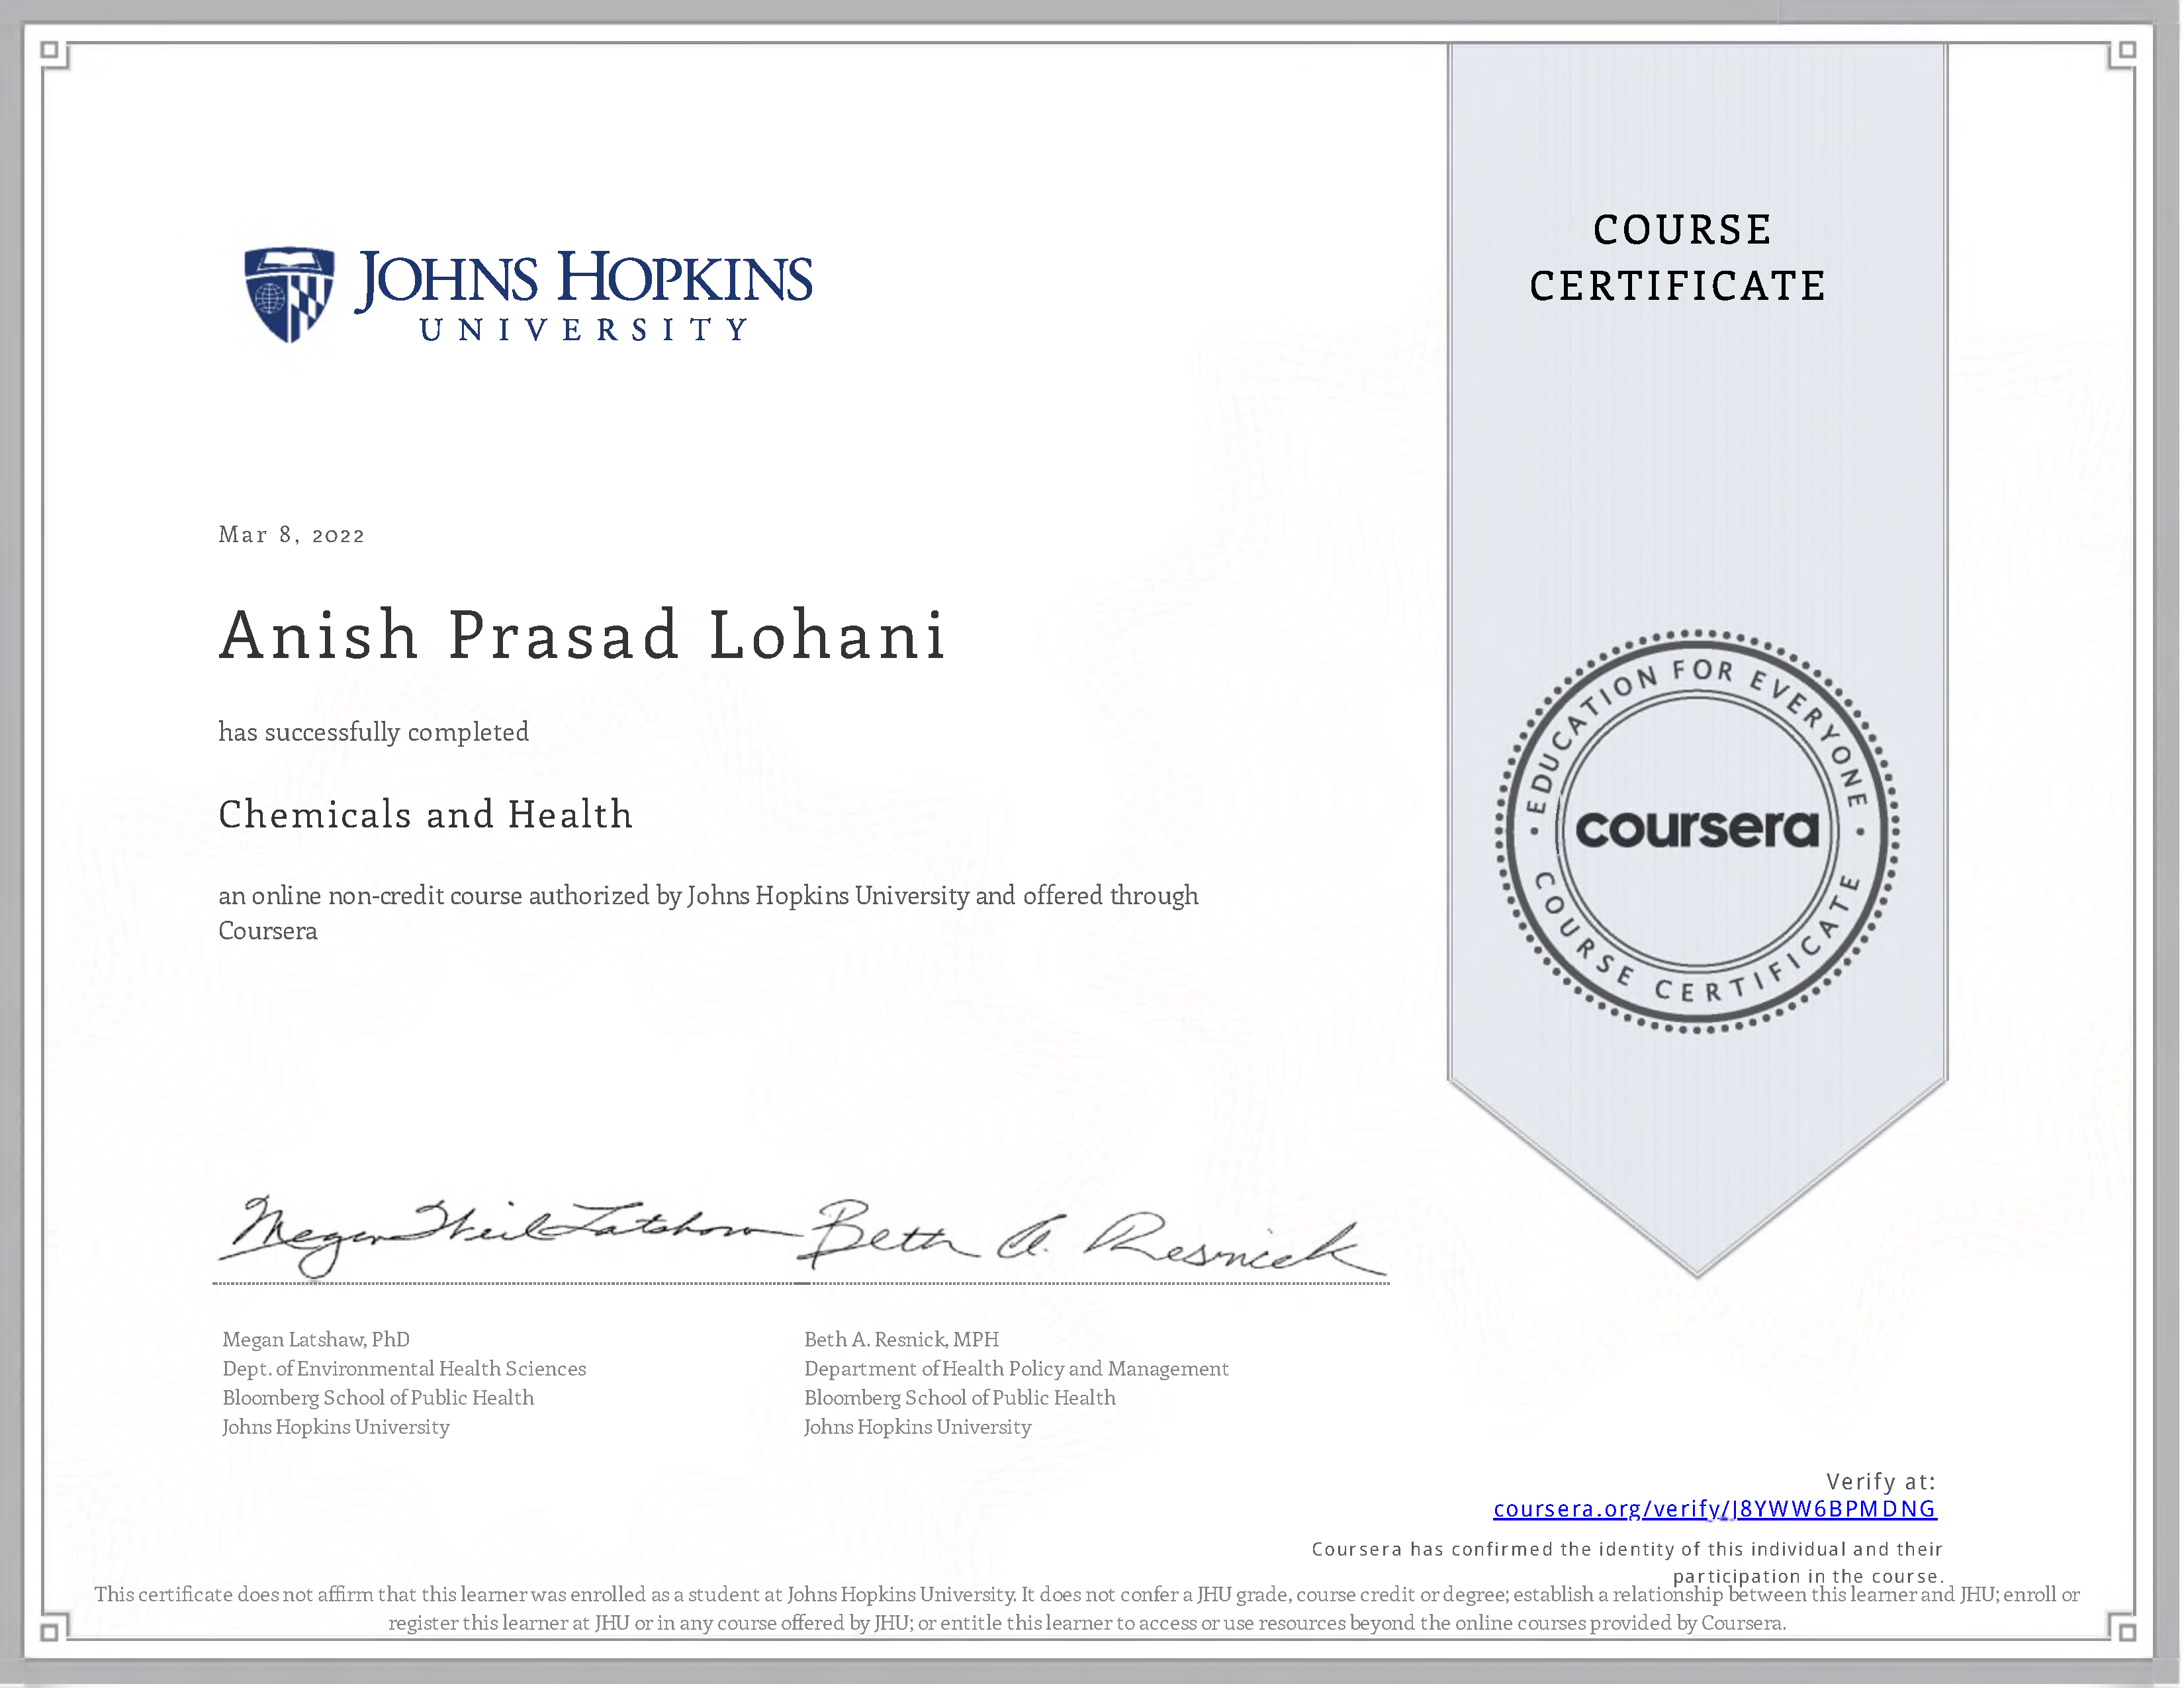 JOHNS HOPKINS
UNIVERSITY
COURSE
CERTIFICATE
Mar 8, 2022
Anish Prasad Lohani
has successfully completed
Chemicals and Health
an online non-credit course authorized by Johns Hopkins University and offered through
Coursera
EDUCATION FOR EVERYONE
coursera
COURSE CERTIFICATE
Megan Weil Latshaw Beth A. Resnick
Megan Latshaw, PhD
Dept. of Environmental Health Sciences
Bloomberg School of Public Health
Johns Hopkins University
Beth A. Resnick, MPH
Department of Health Policy and Management
Bloomberg School of Public Health
Johns Hopkins University
Verify at:
coursera.org/verify/J8YWW6BPMDNG
Coursera has confirmed the identity of this individual and their
participation in the course.
This certificate does not affirm that this learner was enrolled as a student at Johns Hopkins University. It does not confer a JHU grade, course credit or degree; establish a relationship between this learner and JHU; enroll or
register this learner at JHU or in any course offered by JHU; or entitle this learner to access or use resources beyond the online courses provided by Coursera.